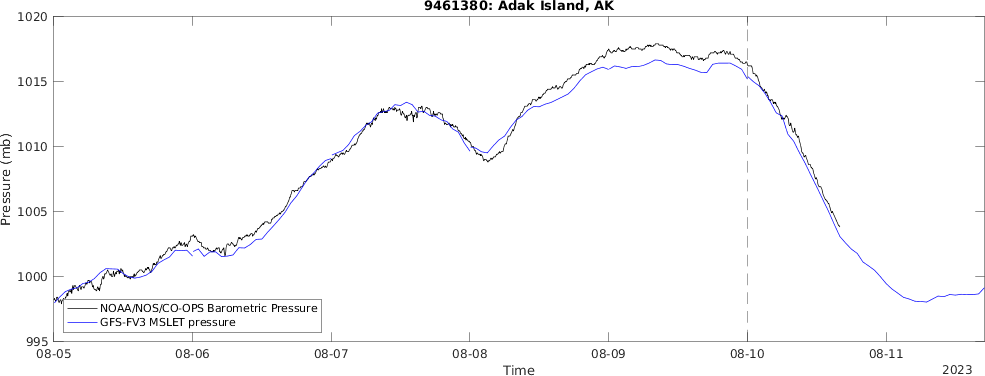 9461380: Adak Island, AK
1020
1015
1010
1005
1000
995
Pressure (mb)
NOAA/NOS/CO-OPS Barometric Pressure
GFS-FV3 MSLET pressure
08-05 08-06 08-07 08-08 08-09 08-10 08-11
Time
2023